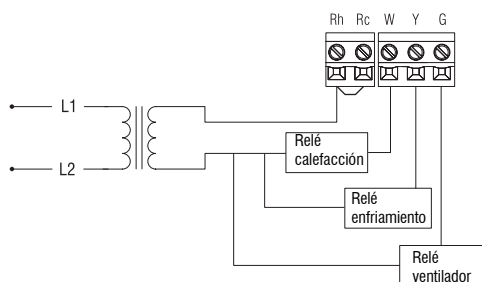 Rh Rc W Y G
L1
L2
Relé
calefacción
Relé
enfriamiento
Relé
ventilador